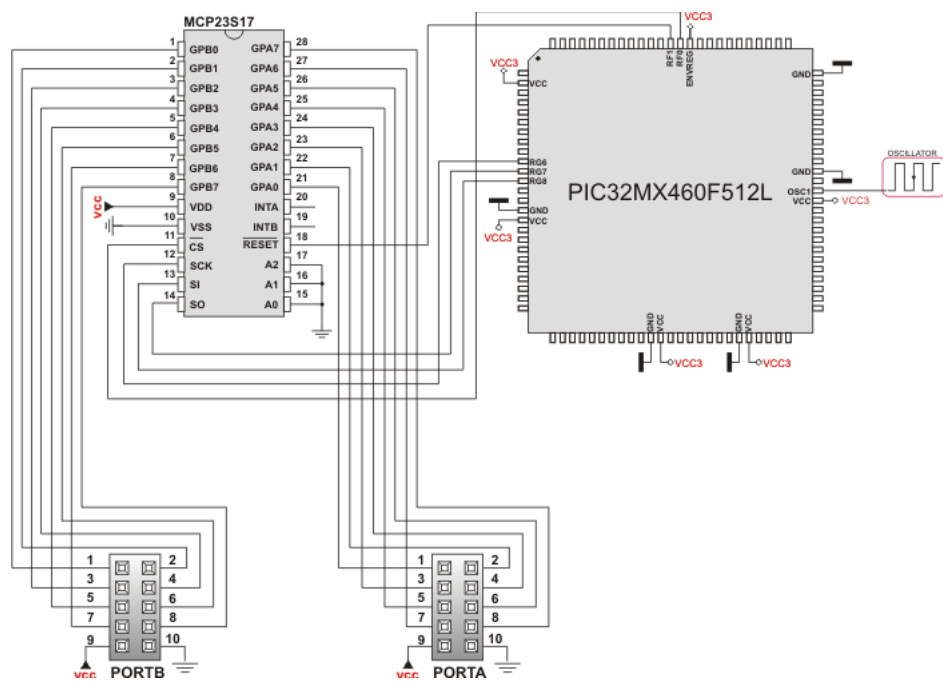 MCP23S17
1 GPB0 GPA7 28
2 GPB1 GPA6 27
3 GPB2 GPA5 26
4 GPB3 GPA4 25
5 GPB4 GPA3 24
6 GPB5 GPA2 23
7 GPB6 GPA1 22
8 GPB7 GPA0 21
9 VDD INTA 20
10 VSS INTB 19
11 CS RESET 18
12 SCK A2 17
13 SI A1 16
14 SO A0 15
VCC
VCC3
RF1
RF0
ENVREG
VCC3
VCC
GND
RG6
RG7
RG8
GND
VCC
VCC3
PIC32MX460F512L
GND
OSC1
VCC
VCC3
OSCILLATOR
GND
VCC
VCC3
GND
VCC
VCC3
1 2
3 4
5 6
7 8
9 10
VCC
PORTB
1 2
3 4
5 6
7 8
9 10
VCC
PORTA